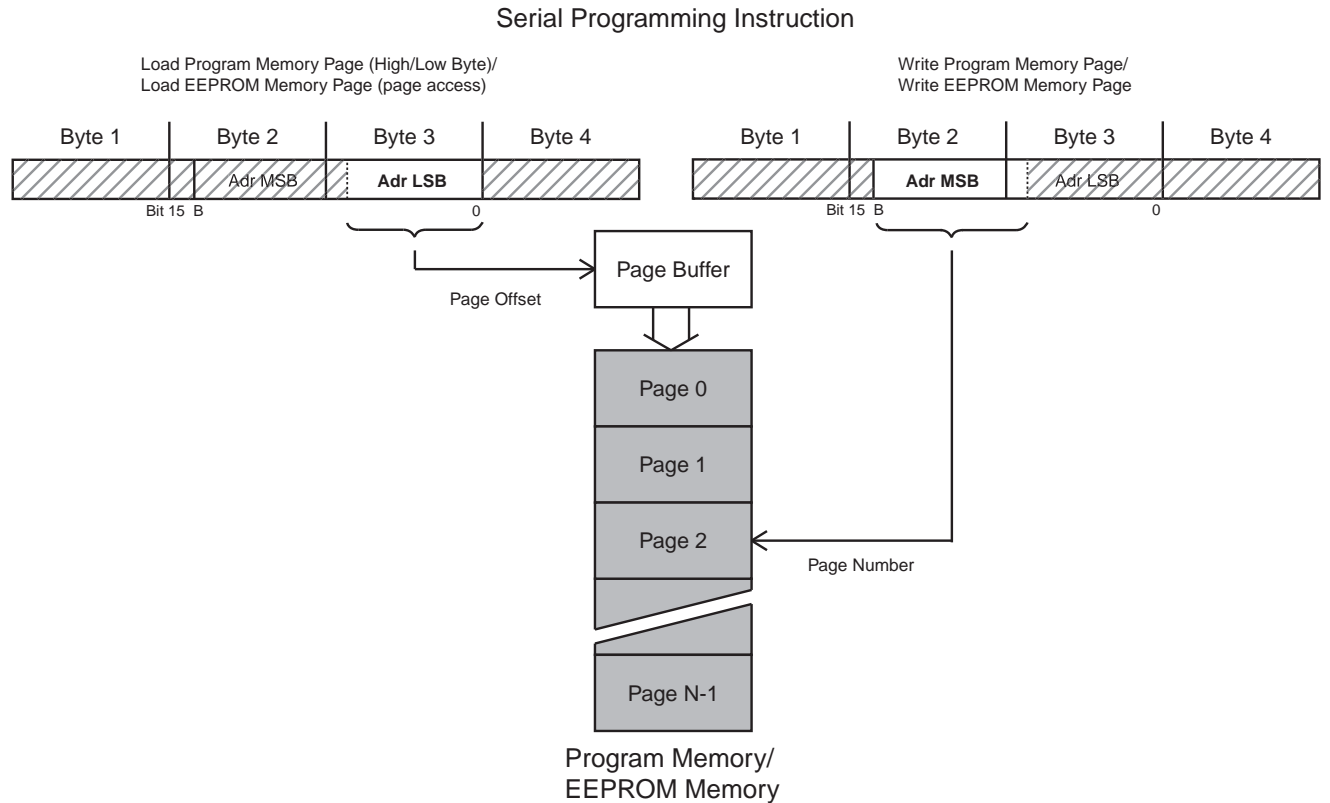 Serial Programming Instruction
Load Program Memory Page (High/Low Byte)/
Load EEPROM Memory Page (page access)
Write Program Memory Page/
Write EEPROM Memory Page
Byte 1 Byte 2 Byte 3 Byte 4
Byte 1 Byte 2 Byte 3 Byte 4
Adr MSB Adr LSB
Adr MSB Adr LSB
Bit 15 B 0
Bit 15 B 0
Page Buffer
Page Offset
Page 0
Page 1
Page 2
Page Number
Page N-1
Program Memory/
EEPROM Memory